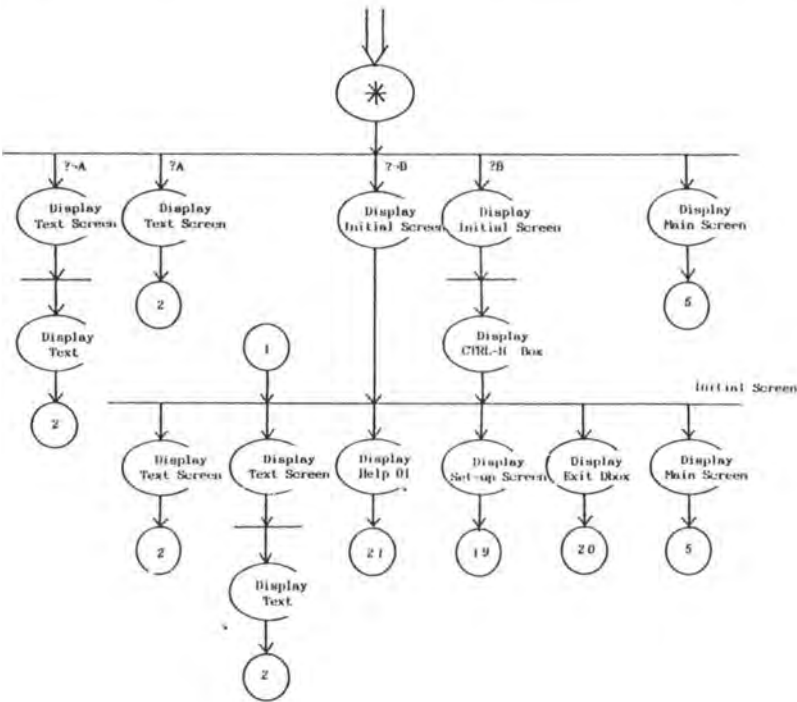 *
?¬A
?A
?¬B
?B
Display
Text Screen
Display
Text Screen
Display
Initial Screen
Display
Initial Screen
Display
Main Screen
2
5
Display
Text
1
Display
CTRL-H Box
2
Initial Screen
Display
Text Screen
Display
Text Screen
Display
Help 01
Display
Set-up Screen
Display
Exit Dbox
Display
Main Screen
2
21
19
20
5
Display
Text
2